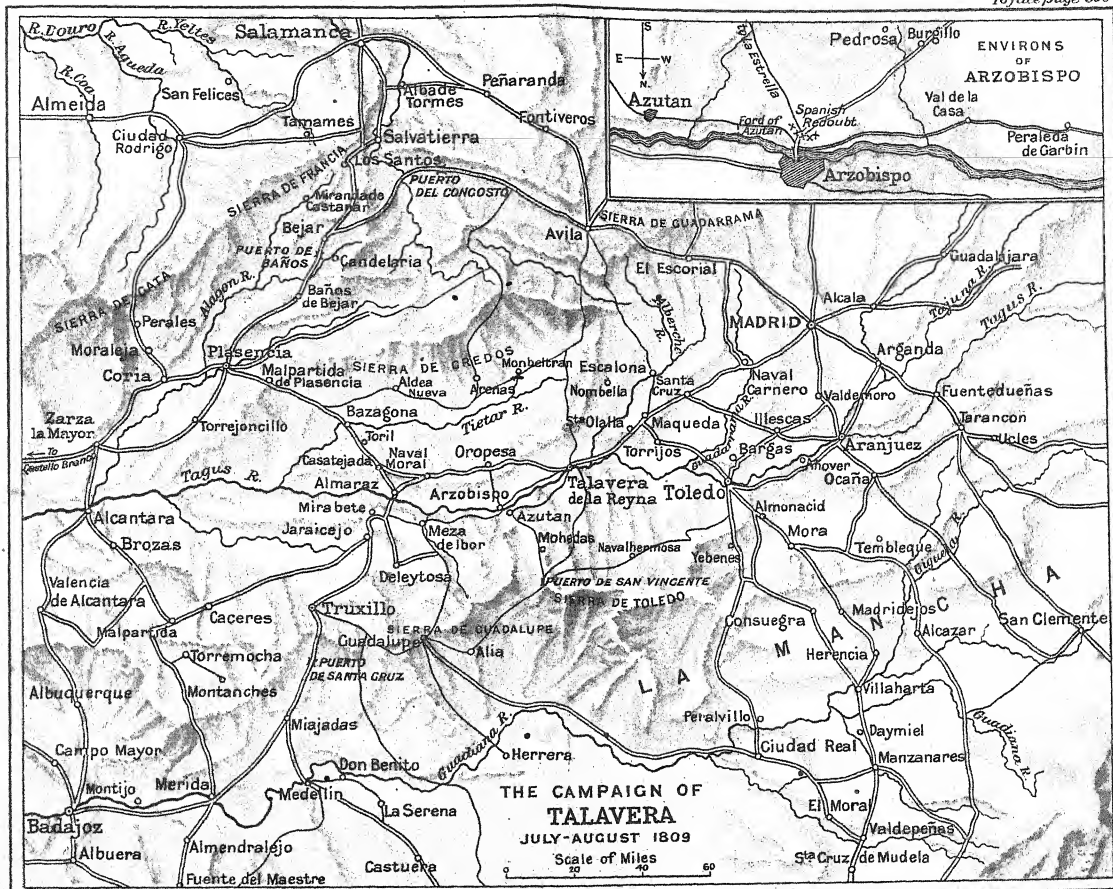 R. Douro
R. Yeltes
R. Agueda
R. Coa
Salamanca
San Felices
Almeida
Ciudad
Rodrigo
Tamames
Alba de
Tormes
Peñaranda
Fontiveros
Salvatierra
Los Santos
SIERRA DE FRANCIA
PUERTO
DEL CONGOSTO
Miranda de
Castanar
Bejar
PUERTO DE
BAÑOS
Candelaria
Avila
SIERRA DE GUADARRAMA
El Escorial
Guadalajara
Tajuna R.
Tagus R.
Alagon R.
Baños
de Bejar
SIERRA DE GATA
Perales
Moraleja
Coria
Plasencia
Malpartida
de Plasencia
SIERRA DE GREDOS
Aldea
Nueva
Arenas
Monbeltran
Alberche
R.
Escalona
Nombella
Santa
Cruz
MADRID
Alcala
Arganda
Naval
Carnero
Valdemoro
Fuentedueñas
Zarza
la Mayor
To
Castello Branco
Torrejoncillo
Bazagona
Toril
Tietar R.
Sta Olalla
Maqueda
Guadarrama R.
Illescas
Tarancon
Ucles
Casatejada
Naval
Moral
Oropesa
Torrijos
Bargas
Aranjuez
Añover
Ocaña
Tagus R.
Almaraz
Arzobispo
Talavera
de la Reyna
Toledo
Alcantara
Mirabete
Jaraicejo
Azutan
Almonacid
Brozas
Meza
de Ibor
Mohedas
Navalhermosa
Yebenes
Mora
Tembleque
Giguela R.
Deleytosa
Valencia
de Alcantara
PUERTO DE SAN VINCENTE
SIERRA DE TOLEDO
Malpartida
Caceres
Truxillo
Guadalupe
SIERRA DE GUADALUPE
Alia
Consuegra
Madridejos
LA MANCHA
San Clemente
Alcazar
Herencia
Torremocha
Montanches
PUERTO
DE SANTA CRUZ
Albuquerque
Villaharta
Miajadas
Guadiana R.
Peralvillo
Guadiana R.
Campo Mayor
Herrera
Ciudad Real
Daymiel
Manzanares
Don Benito
Montijo
Merida
Medellin
La Serena
Badajoz
El Moral
Valdepeñas
Albuera
Almendralejo
Castuera
Sta Cruz de Mudela
Fuente del Maestre
THE CAMPAIGN OF
TALAVERA
JULY-AUGUST 1809
Scale of Miles
0 20 40 60
ENVIRONS
OF
ARZOBISPO
S
E W
N
To La Estrella
Pedrosa
Burgillo
Azutan
Ford of
Azutan
Spanish
Redoubt
Val de la
Casa
Peraleda
de Garbin
Arzobispo